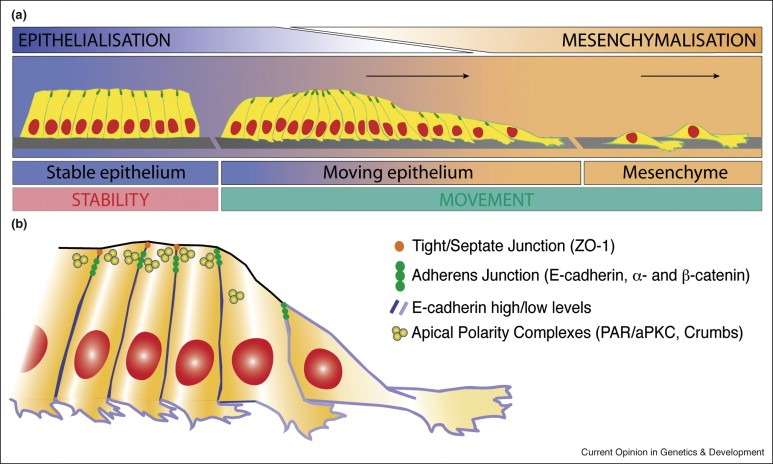 (a)
EPITHELIALISATION
MESENCHYMALISATION
Stable epithelium
Moving epithelium
Mesenchyme
STABILITY
MOVEMENT
(b)
Tight/Septate Junction (ZO-1)
Adherens Junction (E-cadherin, α- and β-catenin)
E-cadherin high/low levels
Apical Polarity Complexes (PAR/aPKC, Crumbs)
Current Opinion in Genetics & Development